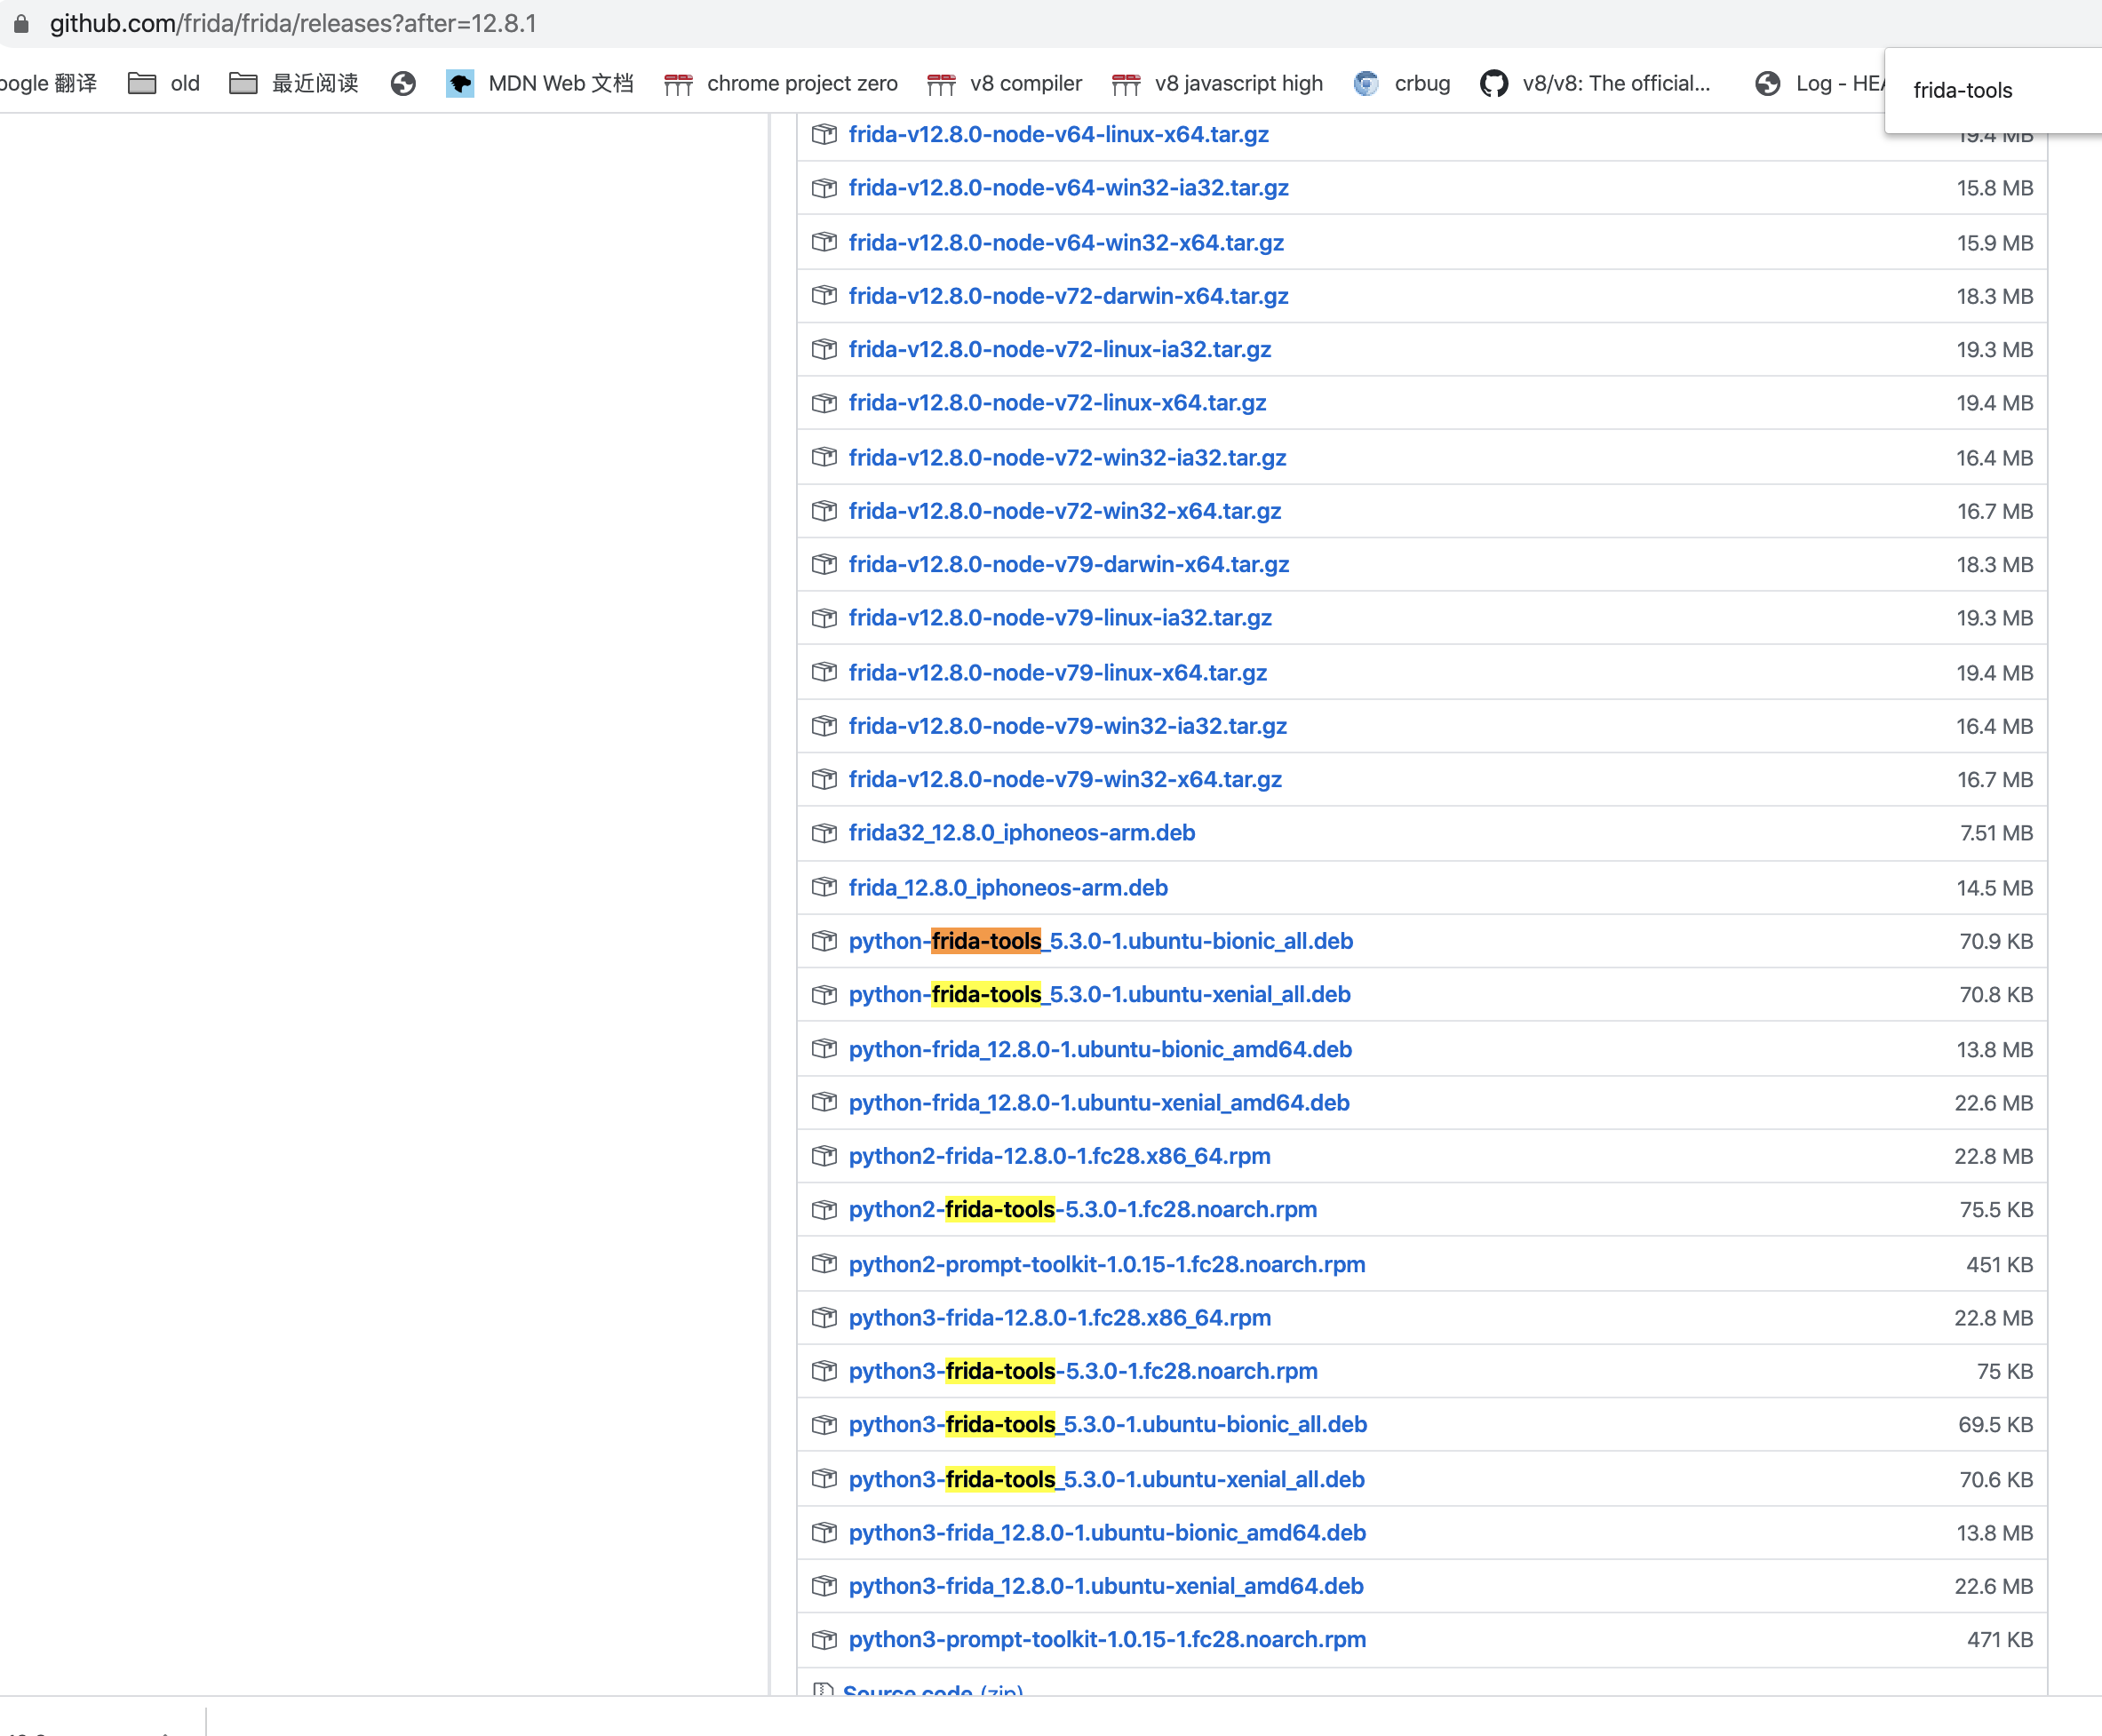 github.com/frida/frida/releases?after=12.8.1
oogle 翻译 old 最近阅读 MDN Web 文档 chrome project zero v8 compiler v8 javascript high crbug v8/v8: The official... Log - HEA
frida-tools
frida-v12.8.0-node-v64-linux-x64.tar.gz 19.4 MB
frida-v12.8.0-node-v64-win32-ia32.tar.gz 15.8 MB
frida-v12.8.0-node-v64-win32-x64.tar.gz 15.9 MB
frida-v12.8.0-node-v72-darwin-x64.tar.gz 18.3 MB
frida-v12.8.0-node-v72-linux-ia32.tar.gz 19.3 MB
frida-v12.8.0-node-v72-linux-x64.tar.gz 19.4 MB
frida-v12.8.0-node-v72-win32-ia32.tar.gz 16.4 MB
frida-v12.8.0-node-v72-win32-x64.tar.gz 16.7 MB
frida-v12.8.0-node-v79-darwin-x64.tar.gz 18.3 MB
frida-v12.8.0-node-v79-linux-ia32.tar.gz 19.3 MB
frida-v12.8.0-node-v79-linux-x64.tar.gz 19.4 MB
frida-v12.8.0-node-v79-win32-ia32.tar.gz 16.4 MB
frida-v12.8.0-node-v79-win32-x64.tar.gz 16.7 MB
frida32_12.8.0_iphoneos-arm.deb 7.51 MB
frida_12.8.0_iphoneos-arm.deb 14.5 MB
python-frida-tools_5.3.0-1.ubuntu-bionic_all.deb 70.9 KB
python-frida-tools_5.3.0-1.ubuntu-xenial_all.deb 70.8 KB
python-frida_12.8.0-1.ubuntu-bionic_amd64.deb 13.8 MB
python-frida_12.8.0-1.ubuntu-xenial_amd64.deb 22.6 MB
python2-frida-12.8.0-1.fc28.x86_64.rpm 22.8 MB
python2-frida-tools-5.3.0-1.fc28.noarch.rpm 75.5 KB
python2-prompt-toolkit-1.0.15-1.fc28.noarch.rpm 451 KB
python3-frida-12.8.0-1.fc28.x86_64.rpm 22.8 MB
python3-frida-tools-5.3.0-1.fc28.noarch.rpm 75 KB
python3-frida-tools_5.3.0-1.ubuntu-bionic_all.deb 69.5 KB
python3-frida-tools_5.3.0-1.ubuntu-xenial_all.deb 70.6 KB
python3-frida_12.8.0-1.ubuntu-bionic_amd64.deb 13.8 MB
python3-frida_12.8.0-1.ubuntu-xenial_amd64.deb 22.6 MB
python3-prompt-toolkit-1.0.15-1.fc28.noarch.rpm 471 KB
Source code (zip)